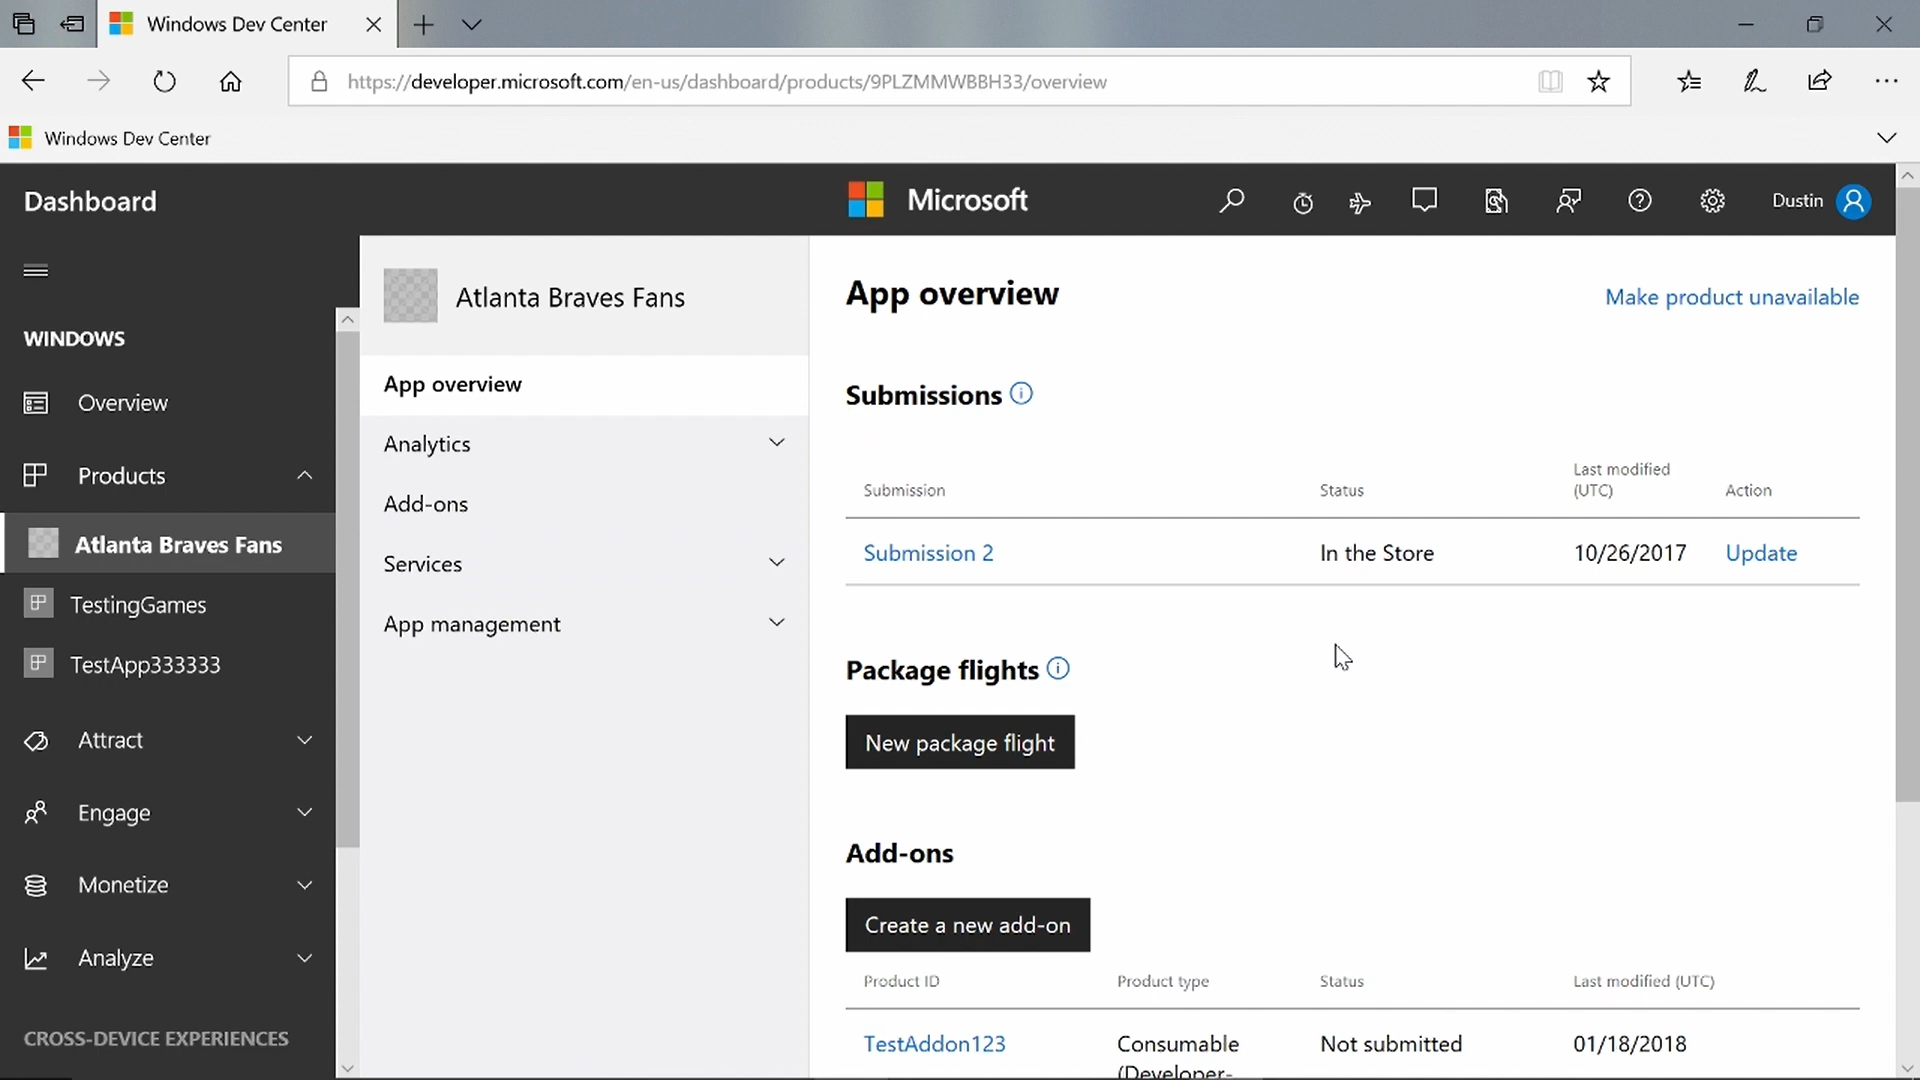 Windows Dev Center
https://developer.microsoft.com/en-us/dashboard/products/9PLZMMWBBH33/overview
Windows Dev Center
Dashboard
Microsoft
Dustin
WINDOWS
Overview
Products
Atlanta Braves Fans
TestingGames
TestApp333333
Attract
Engage
Monetize
Analyze
CROSS-DEVICE EXPERIENCES
Atlanta Braves Fans
App overview
Analytics
Add-ons
Services
App management
App overview
Make product unavailable
Submissions
Submission Status Last modified (UTC) Action
Submission 2 In the Store 10/26/2017 Update
Package flights
New package flight
Add-ons
Create a new add-on
Product ID Product type Status Last modified (UTC)
TestAddon123 Consumable Not submitted 01/18/2018
(Developer-